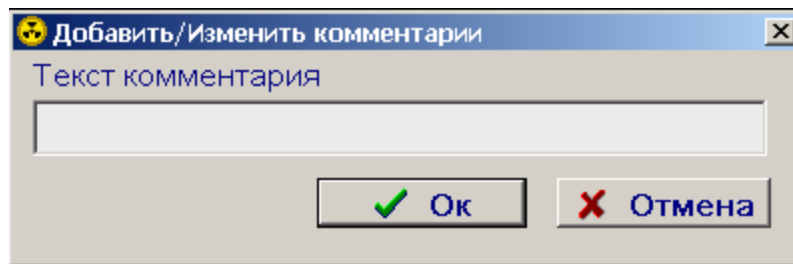 Добавить/Изменить комментарии
Текст комментария
Ок
Отмена